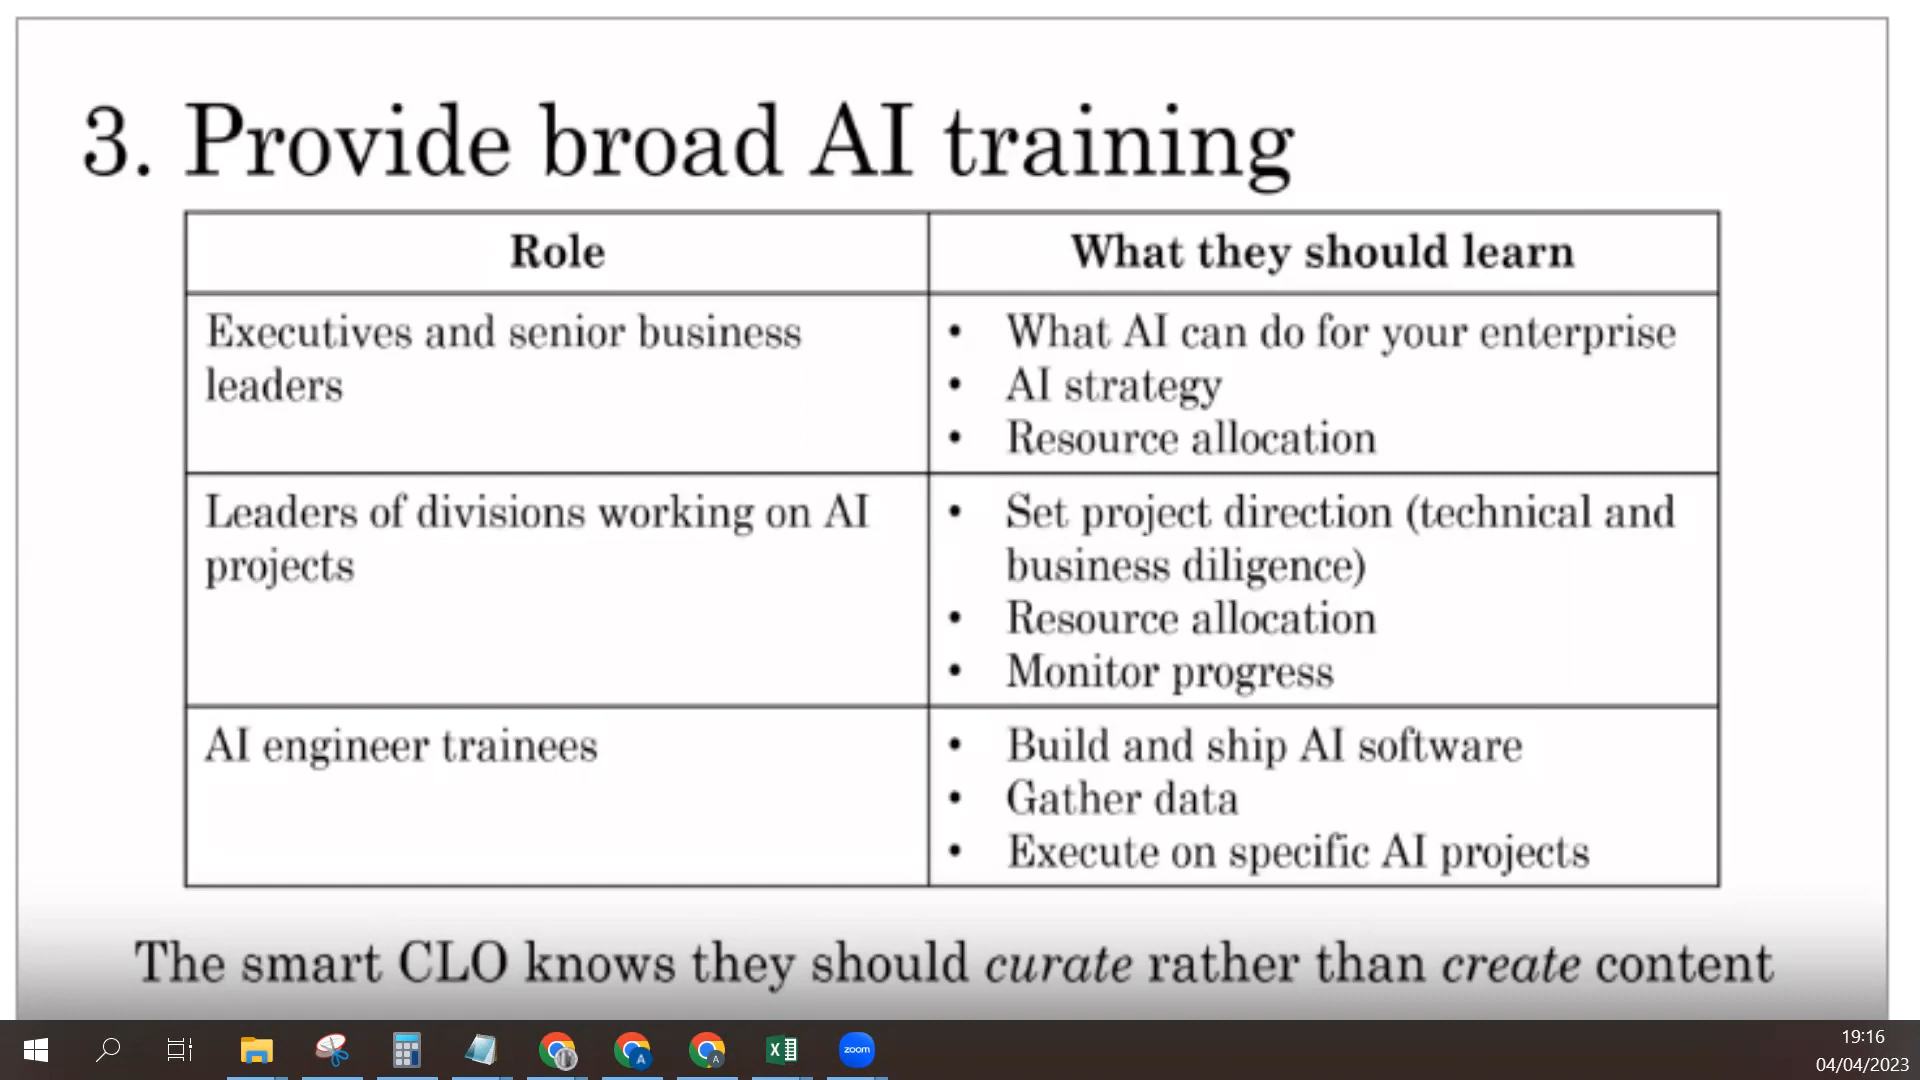 3. Provide broad AI training
Role
What they should learn
Executives and senior business
leaders
• What AI can do for your enterprise
• AI strategy
• Resource allocation
Leaders of divisions working on AI
projects
• Set project direction (technical and
business diligence)
• Resource allocation
• Monitor progress
AI engineer trainees
• Build and ship AI software
• Gather data
• Execute on specific AI projects
The smart CLO knows they should curate rather than create content
A
A
X
zoom
19:16
04/04/2023